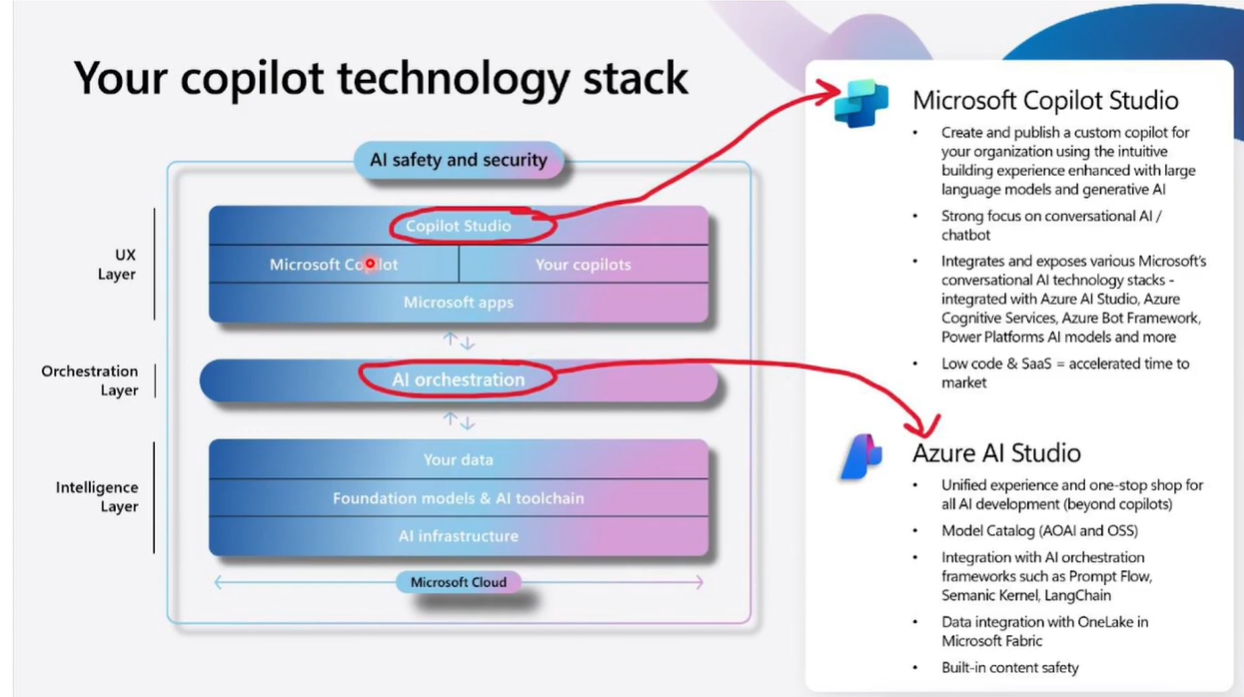 Your copilot technology stack
AI safety and security
UX
Layer
Copilot Studio
Microsoft Copilot
Your copilots
Microsoft apps
Orchestration
Layer
AI orchestration
Intelligence
Layer
Your data
Foundation models & AI toolchain
AI infrastructure
Microsoft Cloud
Microsoft Copilot Studio
• Create and publish a custom copilot for
your organization using the intuitive
building experience enhanced with large
language models and generative AI
• Strong focus on conversational AI /
chatbot
• Integrates and exposes various Microsoft's
conversational AI technology stacks -
integrated with Azure AI Studio, Azure
Cognitive Services, Azure Bot Framework,
Power Platforms AI models and more
• Low code & SaaS = accelerated time to
market
Azure AI Studio
• Unified experience and one-stop shop for
all AI development (beyond copilots)
• Model Catalog (AOAI and OSS)
• Integration with AI orchestration
frameworks such as Prompt Flow,
Semanic Kernel, LangChain
• Data integration with OneLake in
Microsoft Fabric
• Built-in content safety